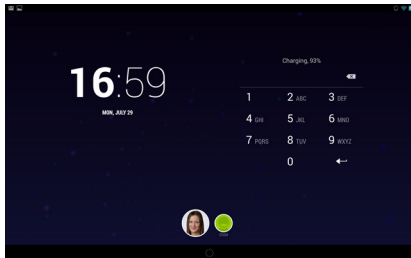 16:59
MON, JULY 29
Charging, 93%
1
2 ABC
3 DEF
4 GHI
5 JKL
6 MNO
7 PQRS
8 TUV
9 WXYZ
0